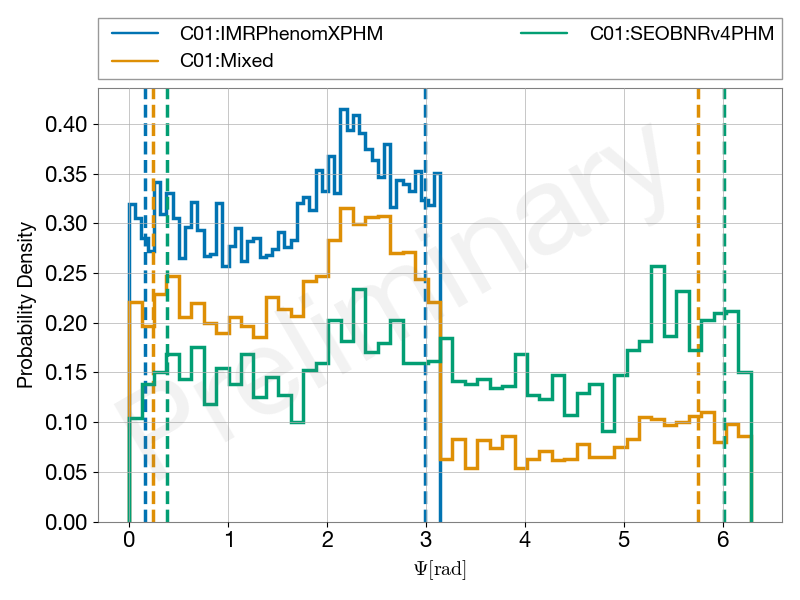 C01:IMRPhenomXPHM
C01:SEOBNRv4PHM
C01:Mixed
0.40
0.35
0.30
0.25
0.20
0.15
0.10
0.05
0.00
Probability Density
Preliminary
0 1 2 3 4 5 6
Ψ[rad]